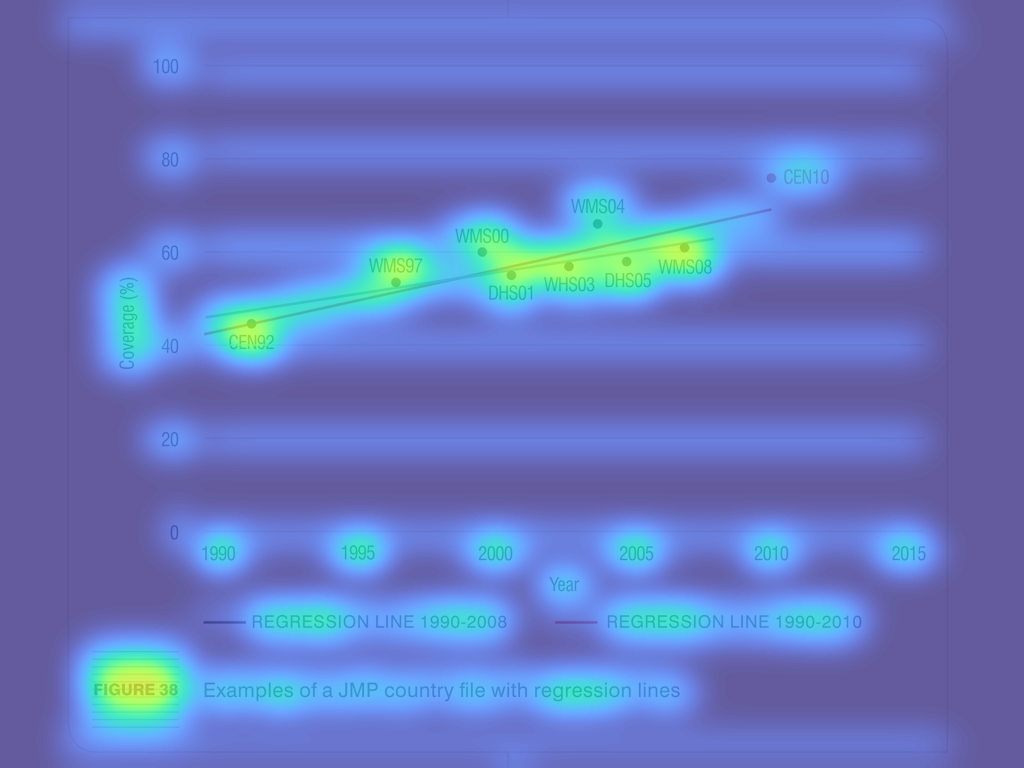 100
80
60
40
20
0
Coverage (%)
CEN10
WMS04
WMS00
WMS97
WMS08
DHS05
WHS03
DHS01
CEN92
1990 1995 2000 2005 2010 2015
Year
REGRESSION LINE 1990-2008 REGRESSION LINE 1990-2010
FIGURE 38 Examples of a JMP country file with regression lines